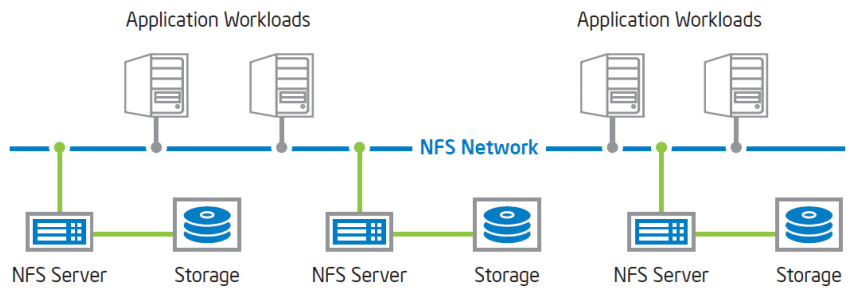 Application Workloads
Application Workloads
NFS Network
NFS Server
Storage
NFS Server
Storage
NFS Server
Storage